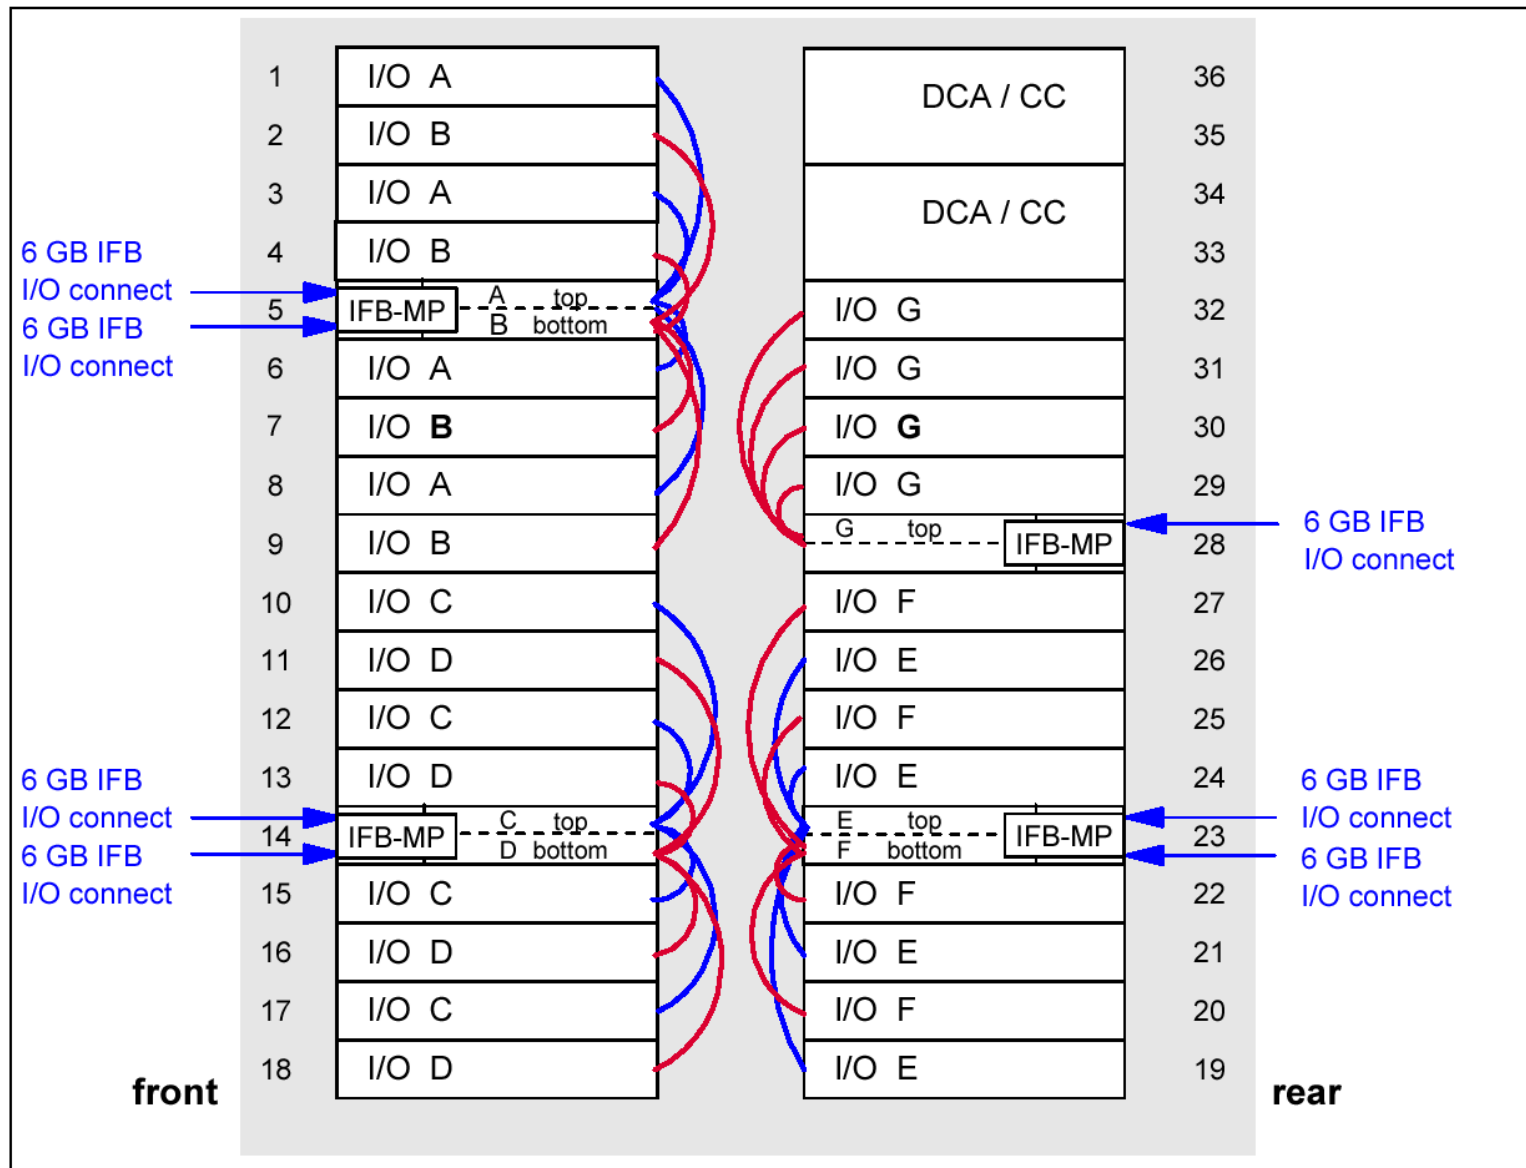 1 I/O A
2 I/O B
3 I/O A
4 I/O B
6 GB IFB
I/O connect
6 GB IFB
I/O connect
5 IFB-MP A top
B bottom
6 I/O A
7 I/O B
8 I/O A
9 I/O B
10 I/O C
11 I/O D
12 I/O C
13 I/O D
6 GB IFB
I/O connect
6 GB IFB
I/O connect
14 IFB-MP C top
D bottom
15 I/O C
16 I/O D
17 I/O C
18 I/O D
front
DCA / CC 36
35
DCA / CC 34
33
I/O G 32
I/O G 31
I/O G 30
I/O G 29
G top IFB-MP 28
6 GB IFB
I/O connect
I/O F 27
I/O E 26
I/O F 25
I/O E 24
E top IFB-MP 23
F bottom
6 GB IFB
I/O connect
6 GB IFB
I/O connect
I/O F 22
I/O E 21
I/O F 20
I/O E 19
rear